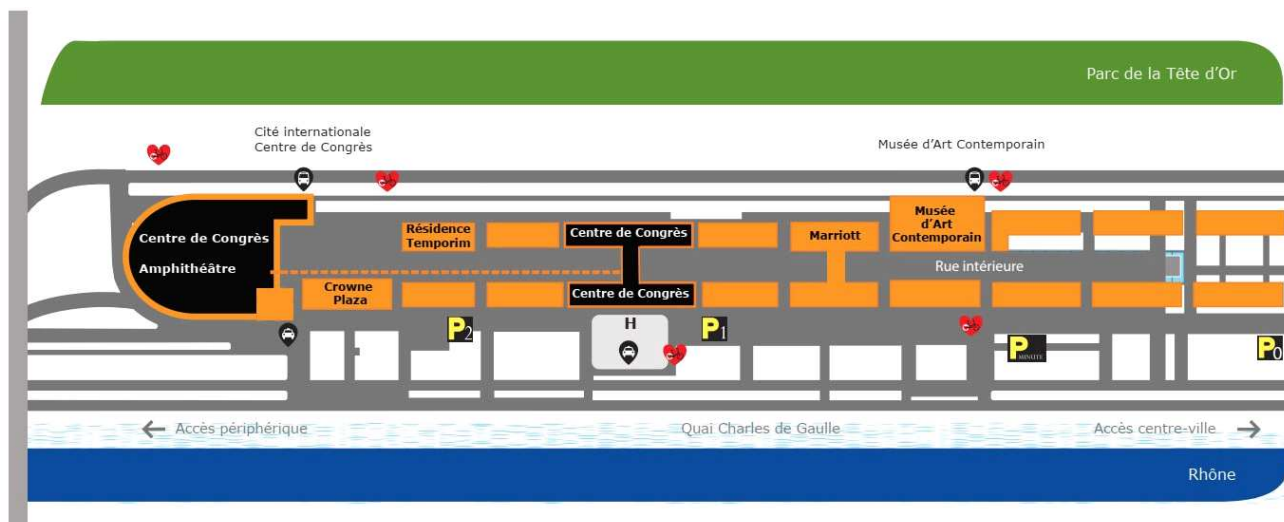 Parc de la Tête d'Or
Cité internationale
Centre de Congrès
Musée d'Art Contemporain
Centre de Congrès
Amphithéâtre
Résidence
Temporim
Centre de Congrès
Marriott
Musée
d'Art
Contemporain
Rue intérieure
Crowne
Plaza
Centre de Congrès
P2
H
P1
P MINUTE
P0
Accès périphérique
Quai Charles de Gaulle
Accès centre-ville
Rhône